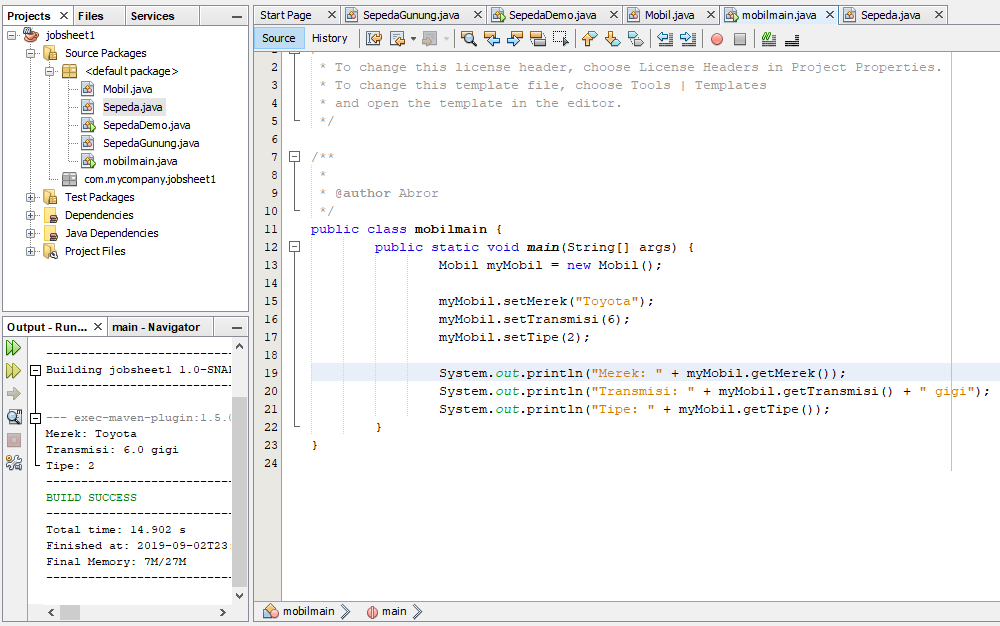 Projects
Files
Services
jobsheet1
Source Packages
<default package>
Mobil.java
Sepeda.java
SepedaDemo.java
SepedaGunung.java
mobilmain.java
com.mycompany.jobsheet1
Test Packages
Dependencies
Java Dependencies
Project Files
Output - Run...
main - Navigator
Building jobsheet1 1.0-SNA
--- exec-maven-plugin:1.5.
Merek: Toyota
Transmisi: 6.0 gigi
Tipe: 2
BUILD SUCCESS
Total time: 14.902 s
Finished at: 2019-09-02T23:
Final Memory: 7M/27M
Start Page
SepedaGunung.java
SepedaDemo.java
Mobil.java
mobilmain.java
Sepeda.java
Source
History
2 * To change this license header, choose License Headers in Project Properties.
3 * To change this template file, choose Tools | Templates
4 * and open the template in the editor.
5 */
6
7 /**
8 *
9 * @author Abror
10 */
11 public class mobilmain {
12 public static void main(String[] args) {
13 Mobil myMobil = new Mobil();
14
15 myMobil.setMerek("Toyota");
16 myMobil.setTransmisi(6);
17 myMobil.setTipe(2);
18
19 System.out.println("Merek: " + myMobil.getMerek());
20 System.out.println("Transmisi: " + myMobil.getTransmisi() + " gigi");
21 System.out.println("Tipe: " + myMobil.getTipe());
22 }
23 }
24
mobilmain
main